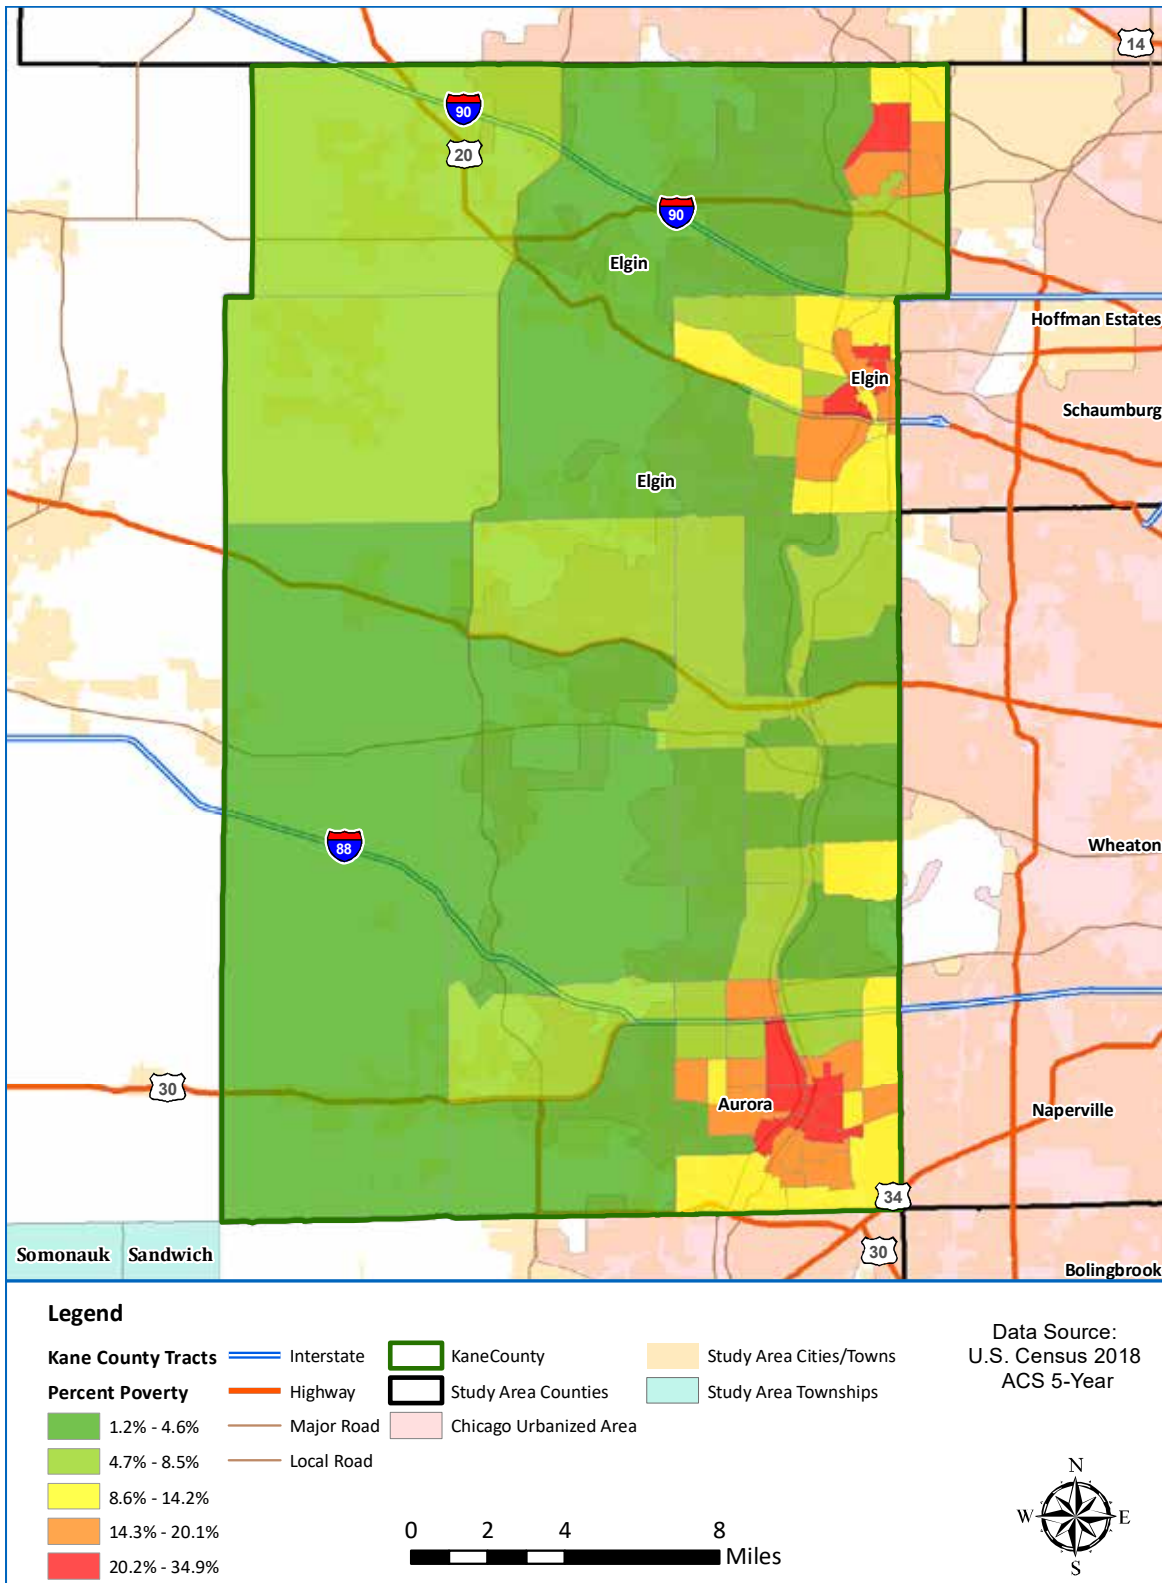 14
90
20
90
Elgin
Hoffman Estates
Elgin
Schaumburg
Elgin
88
Wheaton
30
Aurora
Naperville
34
Somonauk
Sandwich
30
Bolingbrook
Legend
Kane County Tracts
Percent Poverty
1.2% - 4.6%
4.7% - 8.5%
8.6% - 14.2%
14.3% - 20.1%
20.2% - 34.9%
Interstate
Highway
Major Road
Local Road
KaneCounty
Study Area Counties
Chicago Urbanized Area
Study Area Cities/Towns
Study Area Townships
Data Source:
U.S. Census 2018
ACS 5-Year
0 2 4 8
Miles
N
W E
S